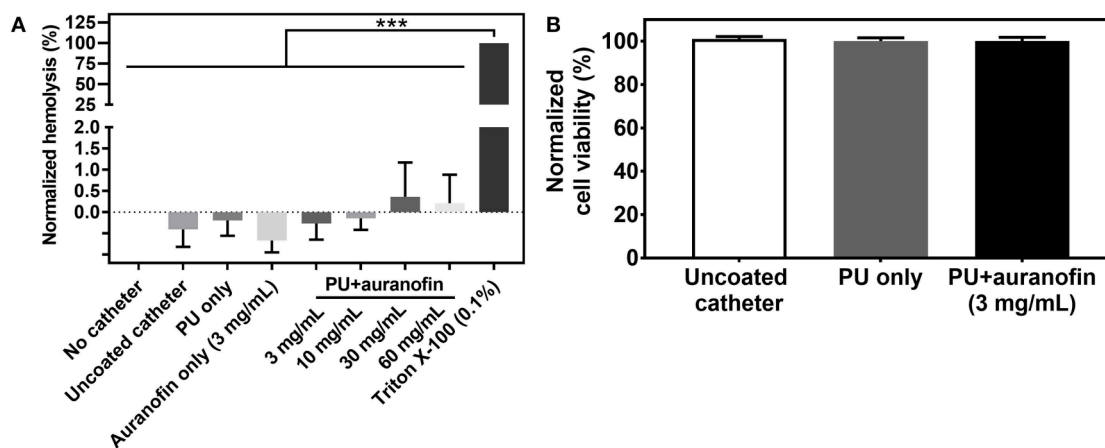 A
Normalized hemolysis (%)
125
100
75
50
25
2.0
1.0
0.5
0.0
***
No catheter
Uncoated catheter
PU only
Auranofin only (3 mg/mL)
PU+auranofin
3 mg/mL
10 mg/mL
30 mg/mL
60 mg/mL
Triton X-100 (0.1%)
B
Normalized
cell viability (%)
100
80
60
40
20
0
Uncoated
catheter
PU only
PU+auranofin
(3 mg/mL)